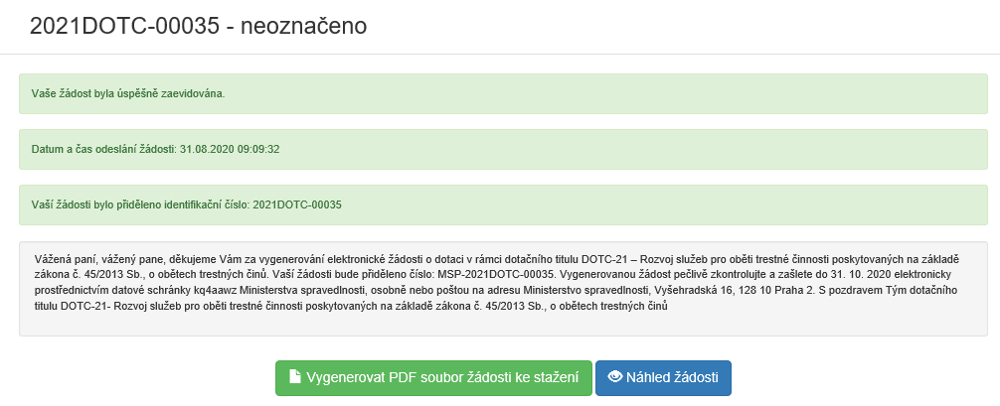 2021DOTC-00035 - neoznačeno
Vaše žádost byla úspěšně zaevidována.
Datum a čas odeslání žádosti: 31.08.2020 09:09:32
Vaší žádosti bylo přiděleno identifikační číslo: 2021DOTC-00035
Vážená paní, vážený pane, děkujeme Vám za vygenerování elektronické žádosti o dotaci v rámci dotačního titulu DOTC-21 – Rozvoj služeb pro oběti trestné činnosti poskytovaných na základě
zákona č. 45/2013 Sb., o obětech trestných činů. Vaší žádosti bude přiděleno číslo: MSP-2021DOTC-00035. Vygenerovanou žádost pečlivě zkontrolujte a zašlete do 31. 10. 2020 elektronicky
prostřednictvím datové schránky kq4aawz Ministerstva spravedlnosti, osobně nebo poštou na adresu Ministerstvo spravedlnosti, Vyšehradská 16, 128 10 Praha 2. S pozdravem Tým dotačního
titulu DOTC-21- Rozvoj služeb pro oběti trestné činnosti poskytovaných na základě zákona č. 45/2013 Sb., o obětech trestných činů
Vygenerovat PDF soubor žádosti ke stažení
Náhled žádosti